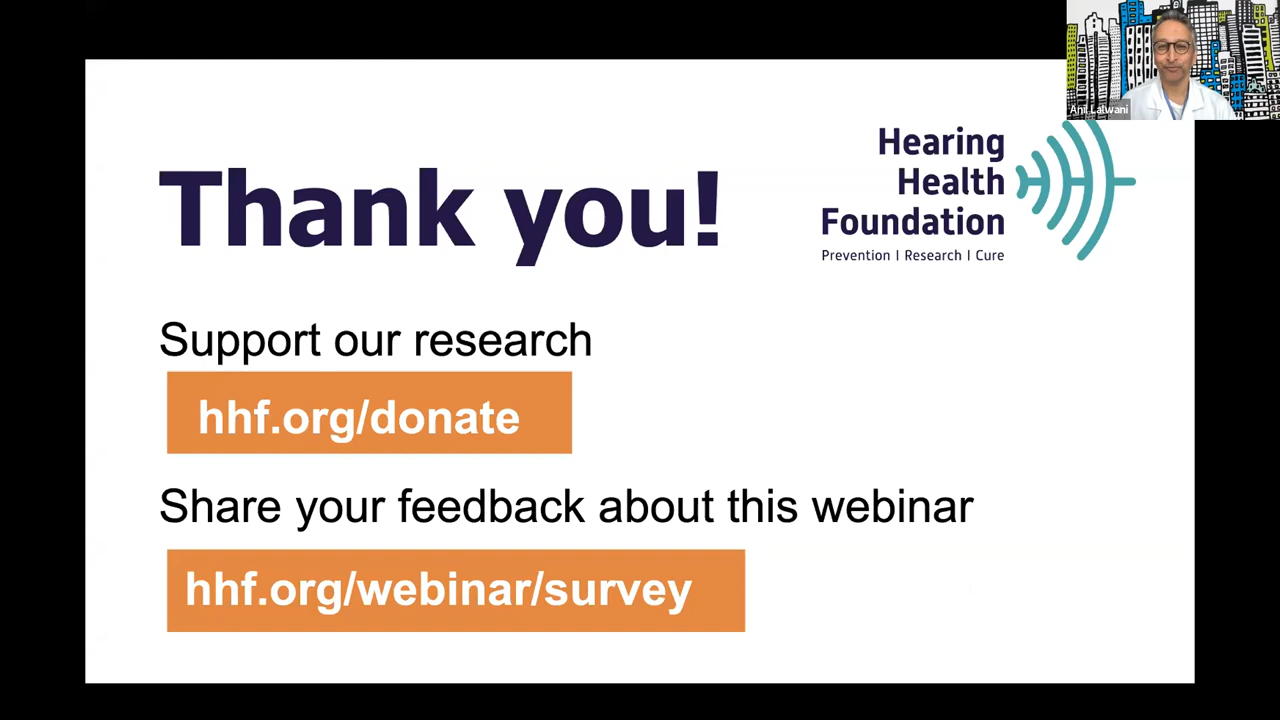 Anil Lalwani
Hearing
Health
Foundation
Prevention | Research | Cure
Thank you!
Support our research
hhf.org/donate
Share your feedback about this webinar
hhf.org/webinar/survey